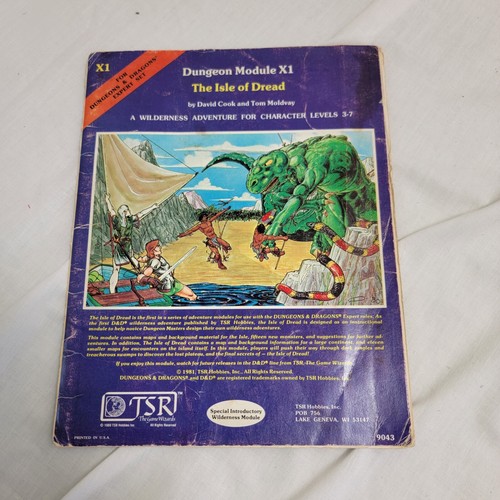 X1
FOR
DUNGEONS & DRAGONS®
EXPERT SET
Dungeon Module X1
The Isle of Dread
by David Cook and Tom Moldvay
A WILDERNESS ADVENTURE FOR CHARACTER LEVELS 3-7
The Isle of Dread is the first in a series of adventure modules for use with the DUNGEONS & DRAGONS® Expert rules. As
the first D&D® wilderness adventure published by TSR Hobbies, the Isle of Dread is designed as an instructional
module to help novice Dungeon Masters design their own wilderness adventures.
This module contains maps and background material for the Isle, fifteen new monsters, and suggestions for further ad-
ventures. In addition, The Isle of Dread contains a map and background information for a large continent, and eleven
smaller maps of encounters on the island itself. In this module, players will push their way through dark jungles and
treacherous swamps to discover the lost plateau, and the final secrets of — the Isle of Dread!
If you enjoy this module, watch for future releases in the D&D® line from TSR, The Game Wizards
© 1981, TSR Hobbies, Inc., All Rights Reserved.
DUNGEONS & DRAGONS® and D&D® are registered trademarks owned by TSR Hobbies, Inc.
TSR
The Game Wizards
© 1980 TSR Hobbies, Inc. All Rights Reserved
Special Introductory
Wilderness Module
TSR Hobbies, Inc.
POB 756
LAKE GENEVA, WI 53147
PRINTED IN U.S.A.
9043